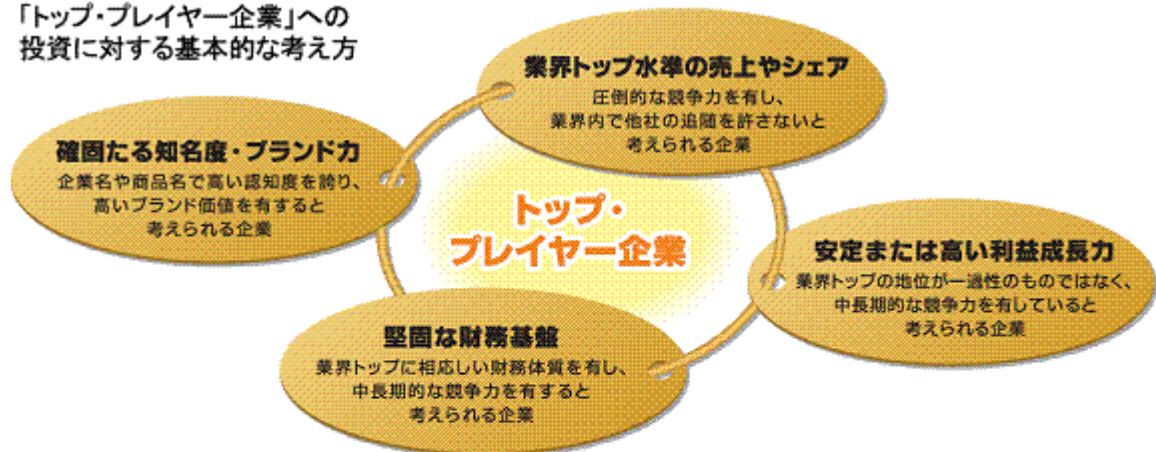 「トップ・プレイヤー企業」への
投資に対する基本的な考え方
業界トップ水準の売上やシェア
圧倒的な競争力を有し、
業界内で他社の追随を許さないと
考えられる企業
確固たる知名度・ブランド力
企業名や商品名で高い認知度を誇り、
高いブランド価値を有すると
考えられる企業
トップ・
プレイヤー企業
安定または高い利益成長力
業界トップの地位が一過性のものではなく、
中長期的な競争力を有していると
考えられる企業
堅固な財務基盤
業界トップに相応しい財務体質を有し、
中長期的な競争力を有すると
考えられる企業